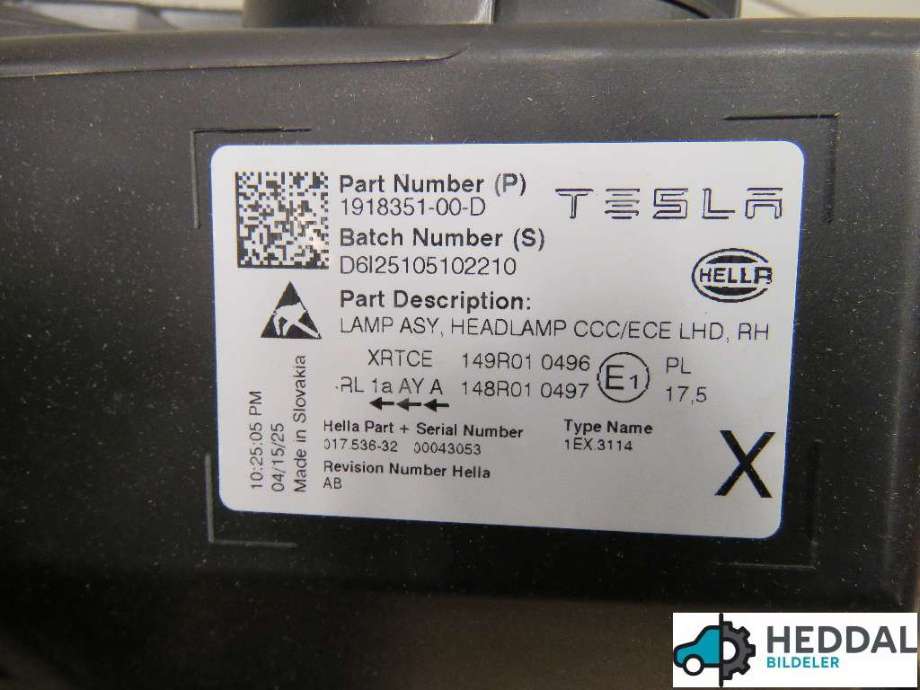 Part Number (P)
1918351-00-D
TESLA
Batch Number (S)
D6I25105102210
HELLA
Part Description:
LAMP ASY, HEADLAMP CCC/ECE LHD, RH
XRTCE 149R01 0496 E1 PL
RL 1a AY A 148R01 0497 17,5
Hella Part + Serial Number
017.536-32 00043053
Type Name
1EX.3114
Revision Number Hella
AB
X
10:25:05 PM
04/15/25
Made in Slovakia
HEDDAL
BILDELER